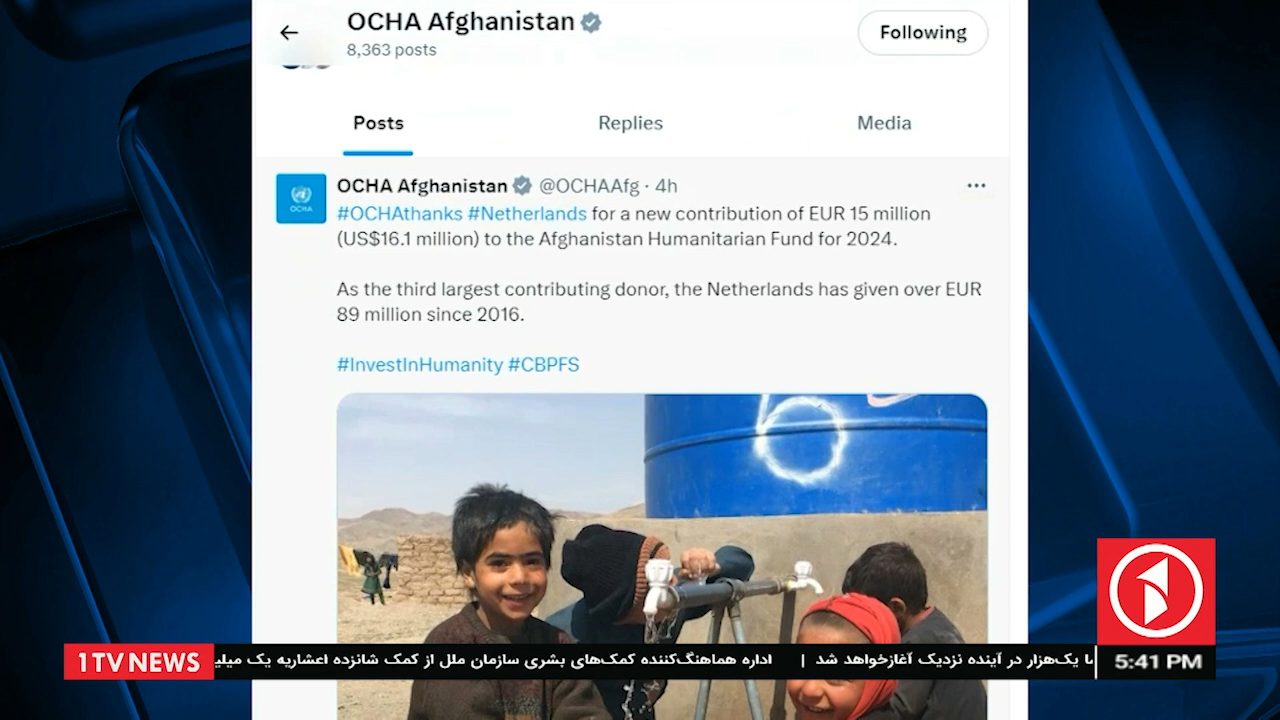 OCHA Afghanistan
8,363 posts
Following
Posts
Replies
Media
OCHA
OCHA Afghanistan @OCHAAfg · 4h
#OCHAthanks #Netherlands for a new contribution of EUR 15 million
(US$16.1 million) to the Afghanistan Humanitarian Fund for 2024.
As the third largest contributing donor, the Netherlands has given over EUR
89 million since 2016.
#InvestInHumanity #CBPFS
6
1
1TV NEWS
یک‌هزار در آینده نزدیک آغازخواهد شد | اداره هماهنگ‌کننده کمک‌های بشری سازمان ملل از کمک شانزده اعشاریه یک
5:41 PM